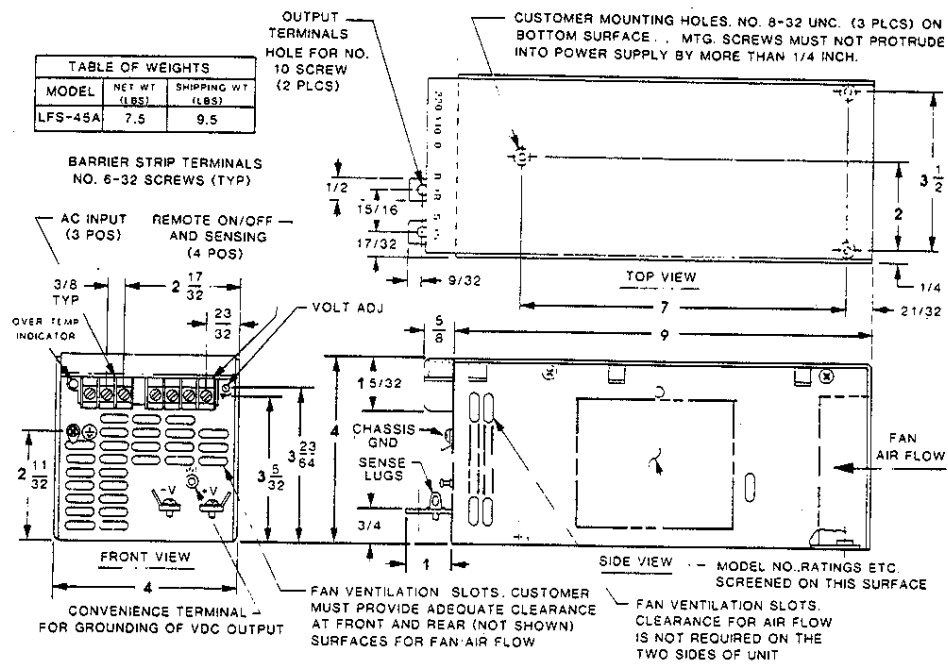 OUTPUT
TERMINALS
HOLE FOR NO.
10 SCREW
(2 PLCS)
CUSTOMER MOUNTING HOLES. NO. 8-32 UNC. (3 PLCS) ON
BOTTOM SURFACE . . MTG. SCREWS MUST NOT PROTRUDE
INTO POWER SUPPLY BY MORE THAN 1/4 INCH.
TABLE OF WEIGHTS
MODEL NET WT (LBS) SHIPPING WT (LBS)
LFS-45A 7.5 9.5
BARRIER STRIP TERMINALS
NO. 6-32 SCREWS (TYP)
AC INPUT
(3 POS)
REMOTE ON/OFF
AND SENSING
(4 POS)
220 110 0
1/2
15/16
17/32
9/32
3 1/2
2
TOP VIEW
1/4
7
21/32
3/8
TYP
2 17/32
23/32
VOLT ADJ
OVER TEMP
INDICATOR
5/8
9
1 5/32
4
CHASSIS
GND
SENSE
LUGS
3/4
1
2 11/32
3 5/32
3 23/64
-V +V
FRONT VIEW
4
FAN
AIR FLOW
SIDE VIEW
MODEL NO. RATINGS ETC.
SCREENED ON THIS SURFACE
CONVENIENCE TERMINAL
FOR GROUNDING OF VDC OUTPUT
FAN VENTILATION SLOTS. CUSTOMER
MUST PROVIDE ADEQUATE CLEARANCE
AT FRONT AND REAR (NOT SHOWN)
SURFACES FOR FAN AIR FLOW
FAN VENTILATION SLOTS.
CLEARANCE FOR AIR FLOW
IS NOT REQUIRED ON THE
TWO SIDES OF UNIT